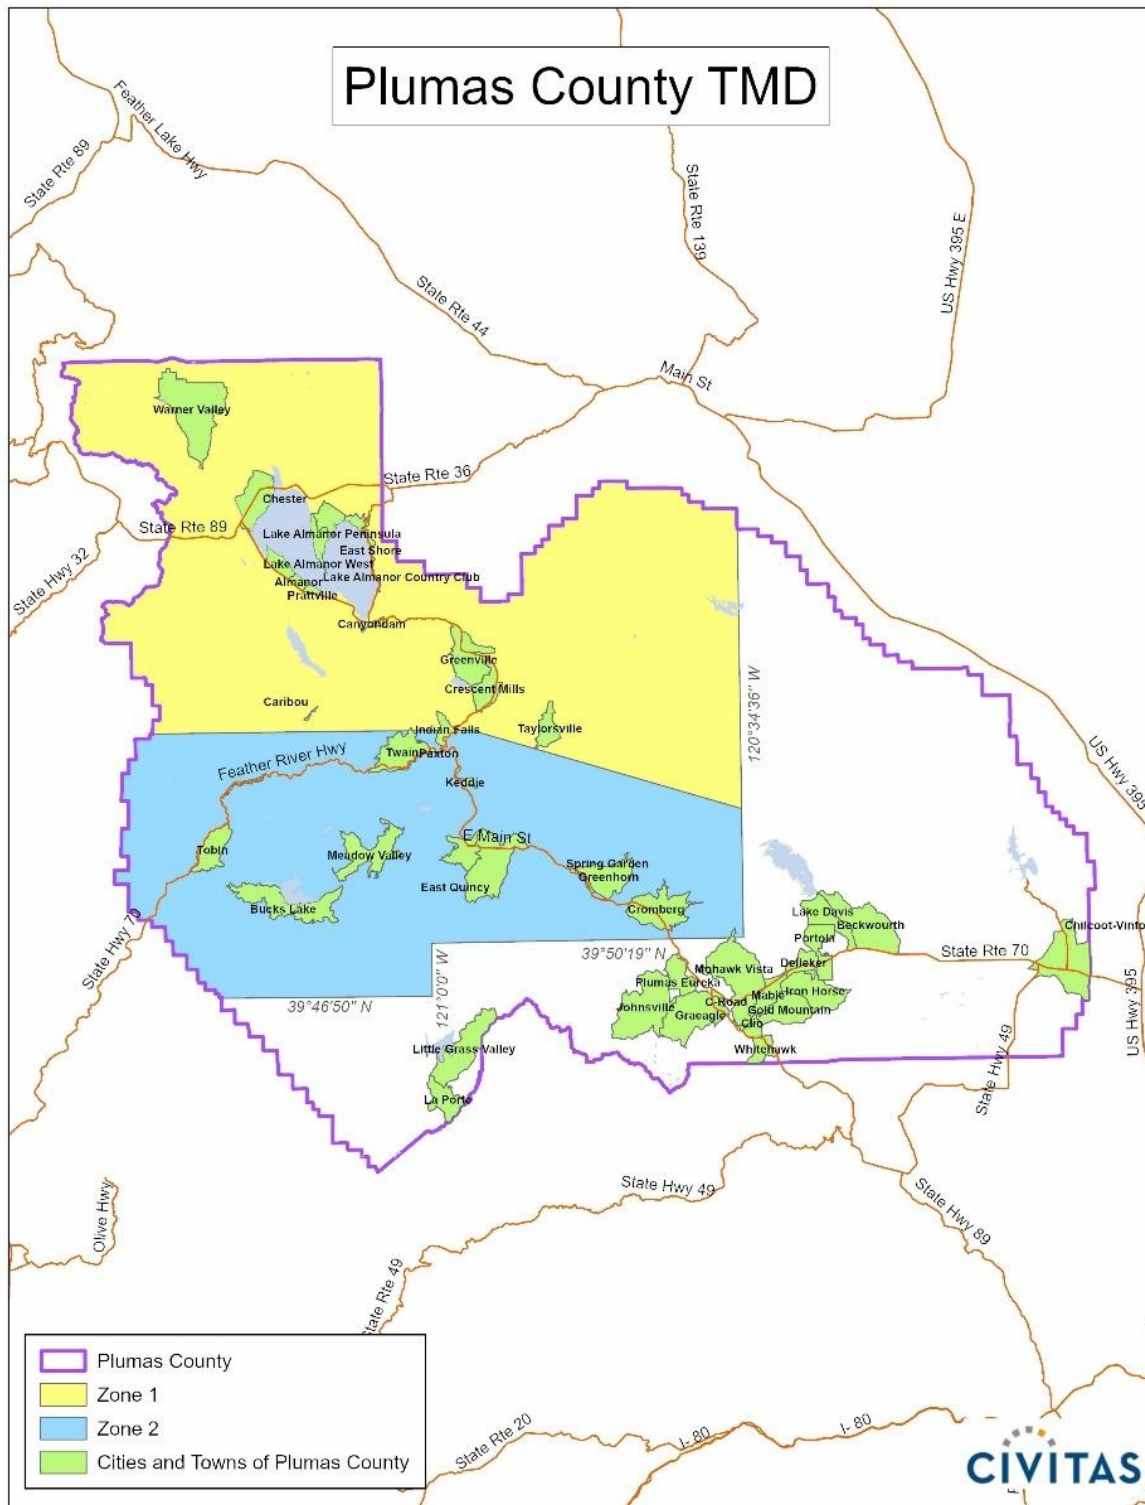 Plumas County TMD
Feather Lake Hwy
State Rte 89
State Rte 139
US Hwy 395 E
State Rte 44
Main St
Warner Valley
State Rte 36
Chester
State Rte 89
Lake Almanor Peninsula
East Shore
State Hwy 32
Lake Almanor West
Lake Almanor Country Club
Almanor
Prattville
Canyondam
Greenville
Crescent Mills
Caribou
Indian Falls
Taylorsville
120°34'36" W
Feather River Hwy
Twain
Paxton
US Hwy 395
Keddie
E Main St
Tobin
Meadow Valley
Spring Garden
Greenhorn
East Quincy
Bucks Lake
Cromberg
Lake Davis
Beckwourth
Chilcoot-Vinto
State Hwy 70
Portola
39°50'19" N
State Rte 70
Delleker
Mohawk Vista
Plumas Eureka
Iron Horse
Mabie
121°0'0" W
39°46'50" N
Johnsville
C-Road
Gold Mountain
Graeagle
Clio
US Hwy 395
Little Grass Valley
Whitehawk
State Hwy 49
La Porte
State Hwy 49
Olive Hwy
State Hwy 89
State Rte 49
Plumas County
Zone 1
Zone 2
Cities and Towns of Plumas County
State Rte 20
I- 80
I- 80
CIVITAS